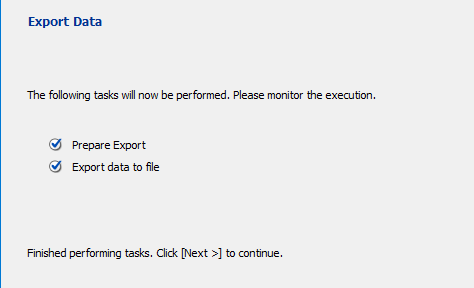 Export Data
The following tasks will now be performed. Please monitor the execution.
Prepare Export
Export data to file
Finished performing tasks. Click [Next >] to continue.